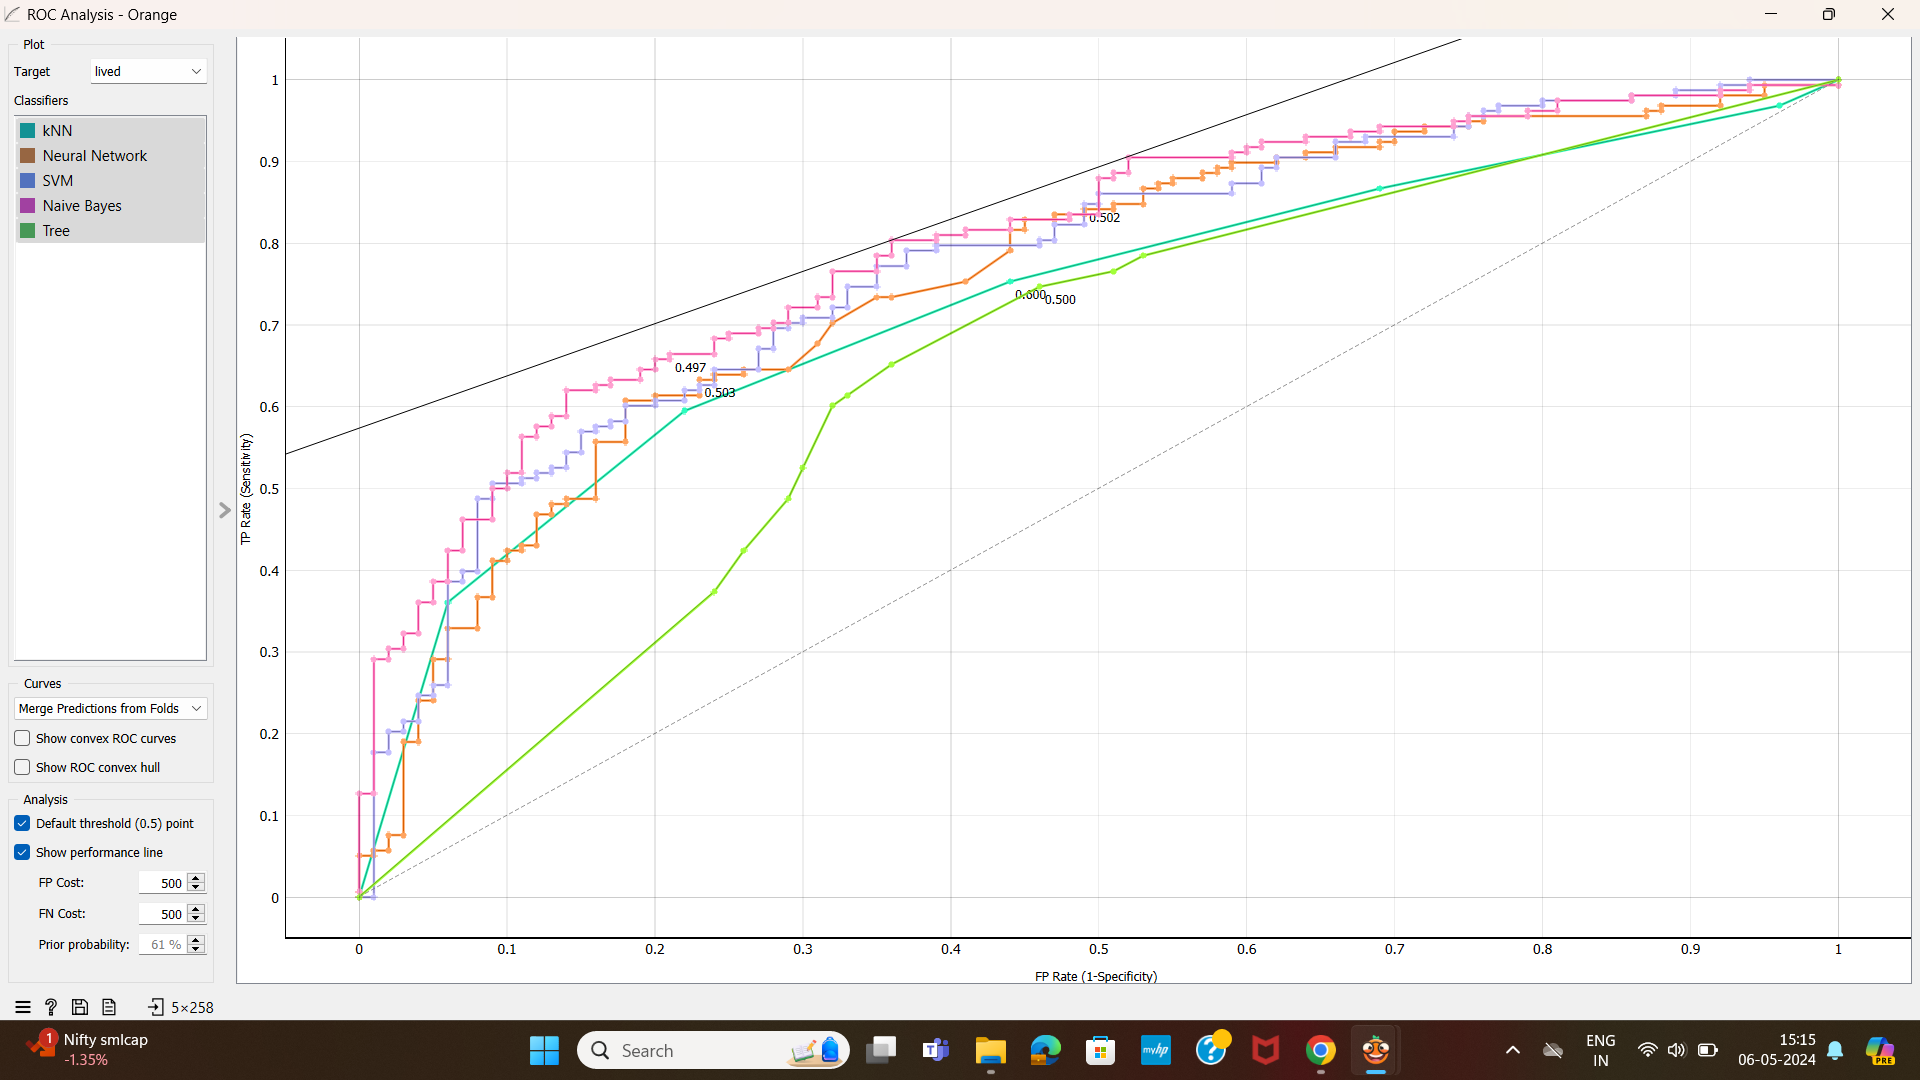 ROC Analysis - Orange
Plot
Target
lived
Classifiers
kNN
Neural Network
SVM
Naive Bayes
Tree
Curves
Merge Predictions from Folds
Show convex ROC curves
Show ROC convex hull
Analysis
Default threshold (0.5) point
Show performance line
FP Cost: 500
FN Cost: 500
Prior probability: 61 %
5×258
TP Rate (Sensitivity)
1
0.9
0.8
0.7
0.6
0.5
0.4
0.3
0.2
0.1
0
0.502
0.600
0.500
0.497
0.503
0 0.1 0.2 0.3 0.4 0.5 0.6 0.7 0.8 0.9 1
FP Rate (1-Specificity)
1
Nifty smlcap
-1.35%
Search
myhp
PRE
ENG
IN
15:15
06-05-2024